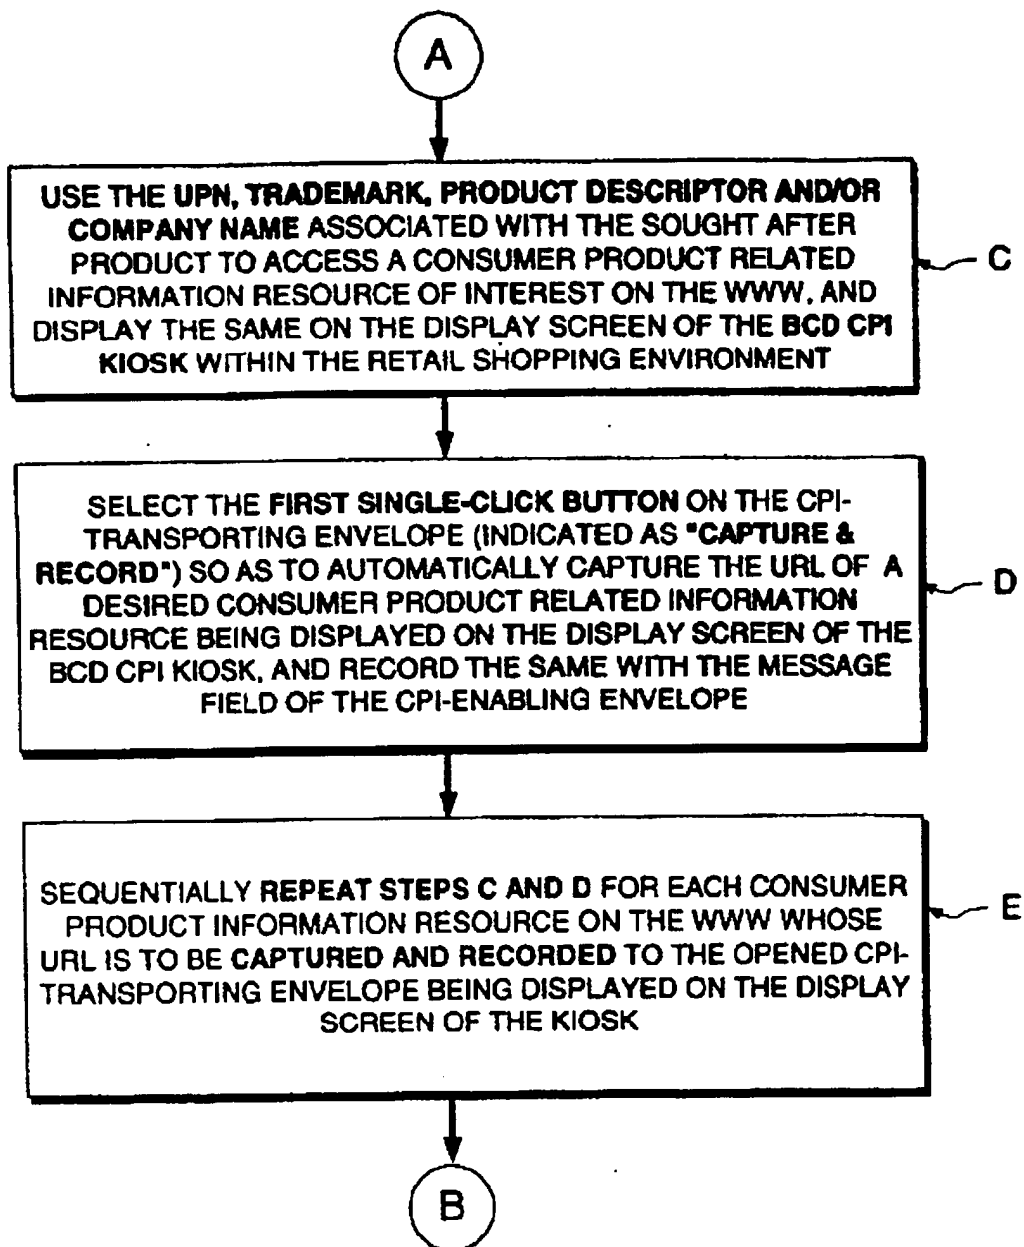 A
USE THE UPN, TRADEMARK, PRODUCT DESCRIPTOR AND/OR
COMPANY NAME ASSOCIATED WITH THE SOUGHT AFTER
PRODUCT TO ACCESS A CONSUMER PRODUCT RELATED
INFORMATION RESOURCE OF INTEREST ON THE WWW, AND
DISPLAY THE SAME ON THE DISPLAY SCREEN OF THE BCD CPI
KIOSK WITHIN THE RETAIL SHOPPING ENVIRONMENT
C
SELECT THE FIRST SINGLE-CLICK BUTTON ON THE CPI-
TRANSPORTING ENVELOPE (INDICATED AS "CAPTURE &
RECORD") SO AS TO AUTOMATICALLY CAPTURE THE URL OF A
DESIRED CONSUMER PRODUCT RELATED INFORMATION
RESOURCE BEING DISPLAYED ON THE DISPLAY SCREEN OF THE
BCD CPI KIOSK, AND RECORD THE SAME WITH THE MESSAGE
FIELD OF THE CPI-ENABLING ENVELOPE
D
SEQUENTIALLY REPEAT STEPS C AND D FOR EACH CONSUMER
PRODUCT INFORMATION RESOURCE ON THE WWW WHOSE
URL IS TO BE CAPTURED AND RECORDED TO THE OPENED CPI-
TRANSPORTING ENVELOPE BEING DISPLAYED ON THE DISPLAY
SCREEN OF THE KIOSK
E
B